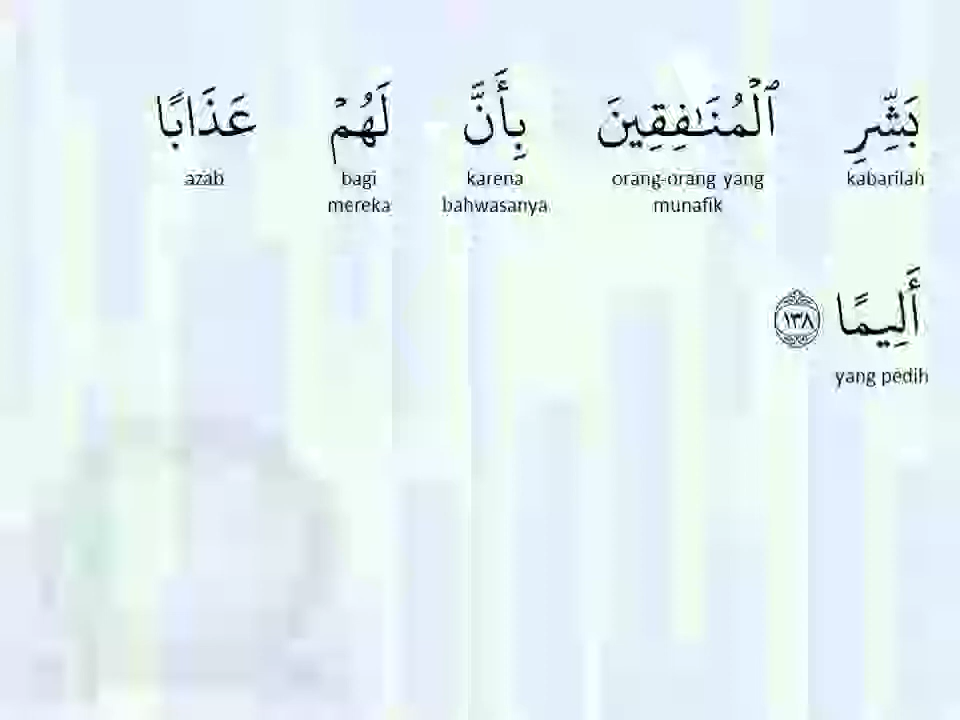 بَشِّرِ ٱلْمُنَـٰفِقِينَ بِأَنَّ لَهُمْ عَذَابًا
kabarilah orang-orang yang karena bagi azab
munafik bahwasanya mereka
أَلِيمًا ١٣٨
yang pedih